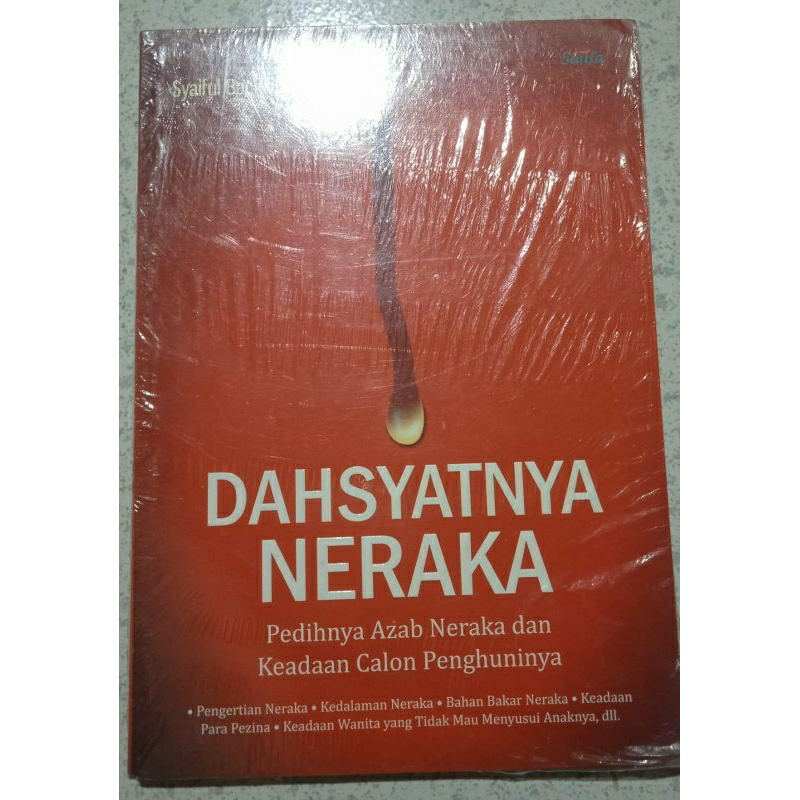 Syaiful
DAHSYATNYA
NERAKA
Pedihnya Azab Neraka dan
Keadaan Calon Penghuninya
• Pengertian Neraka • Kedalaman Neraka • Bahan Bakar Neraka • Keadaan
Para Pezina • Keadaan Wanita yang Tidak Mau Menyusui Anaknya, dll.